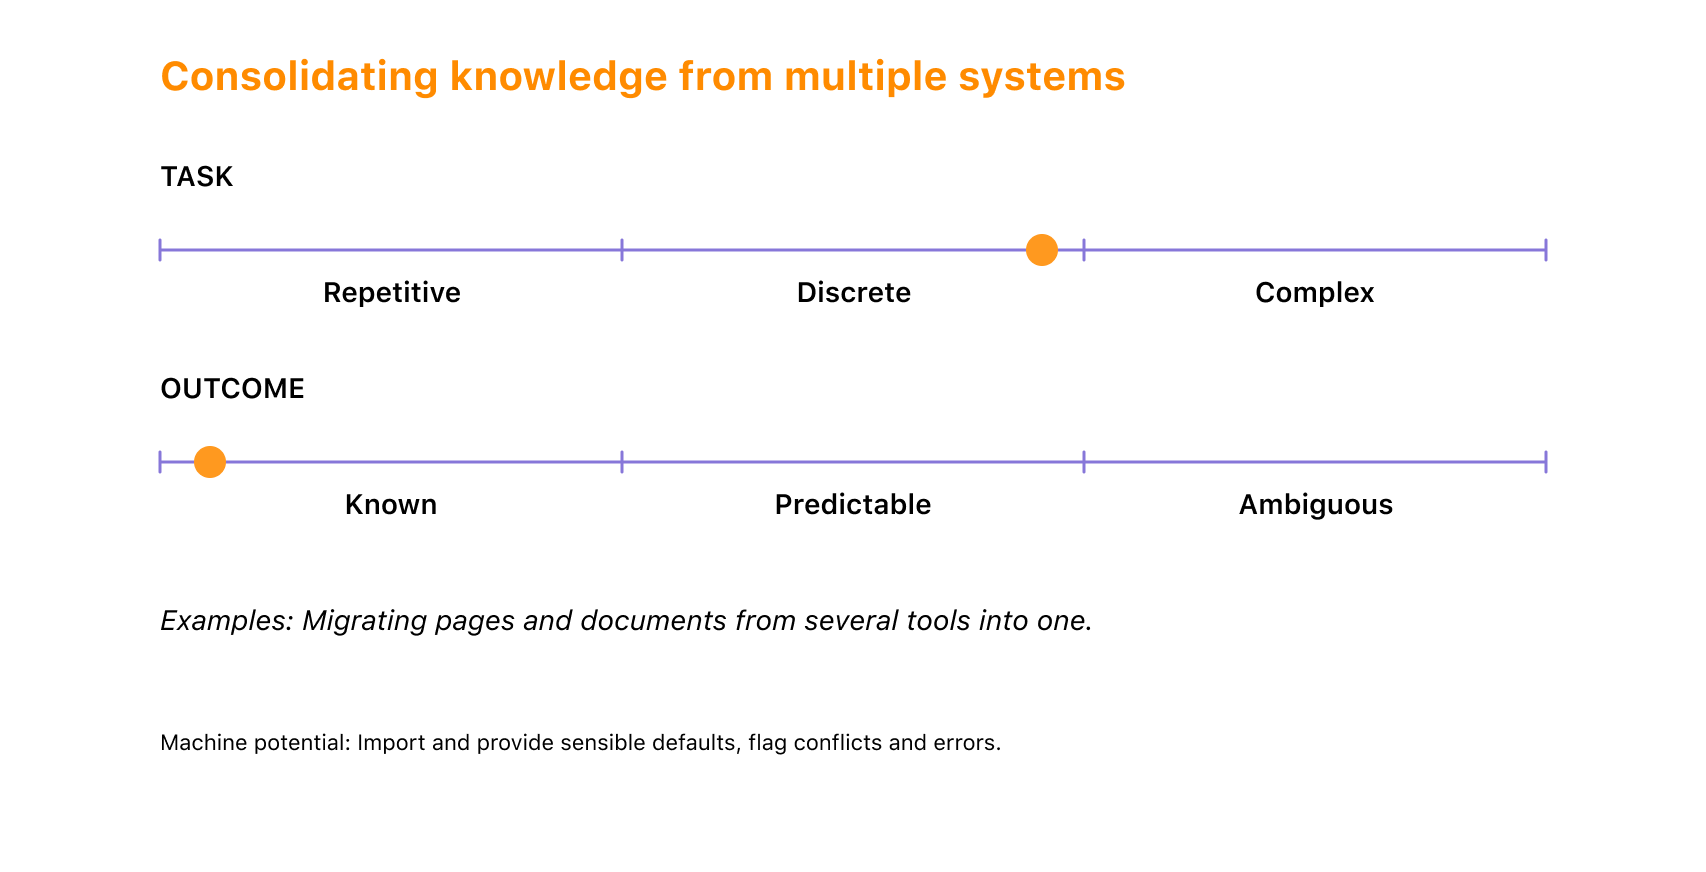 Consolidating knowledge from multiple systems
TASK
Repetitive
Discrete
Complex
OUTCOME
Known
Predictable
Ambiguous
Examples: Migrating pages and documents from several tools into one.
Machine potential: Import and provide sensible defaults, flag conflicts and errors.